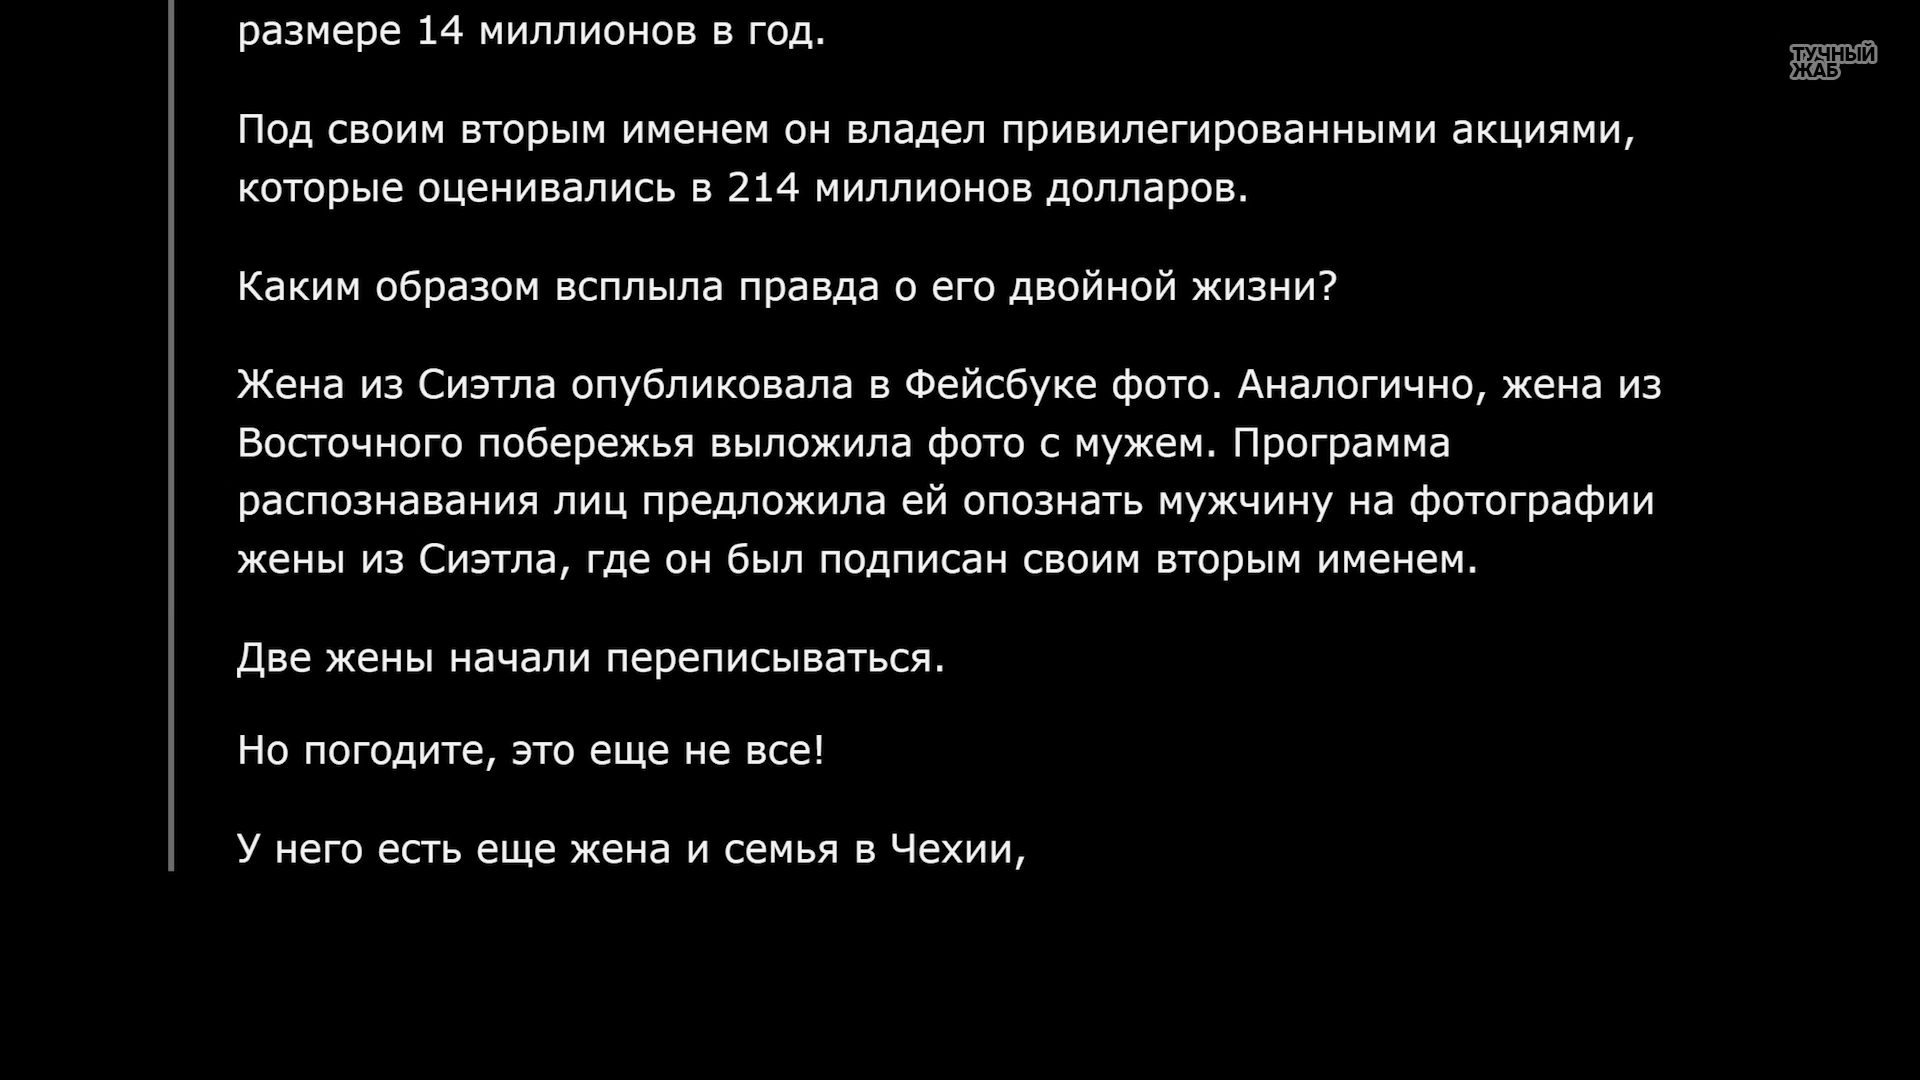 размере 14 миллионов в год.
ТУЧНЫЙ
ЖАБ
Под своим вторым именем он владел привилегированными акциями,
которые оценивались в 214 миллионов долларов.
Каким образом всплыла правда о его двойной жизни?
Жена из Сиэтла опубликовала в Фейсбуке фото. Аналогично, жена из
Восточного побережья выложила фото с мужем. Программа
распознавания лиц предложила ей опознать мужчину на фотографии
жены из Сиэтла, где он был подписан своим вторым именем.
Две жены начали переписываться.
Но погодите, это еще не все!
У него есть еще жена и семья в Чехии,